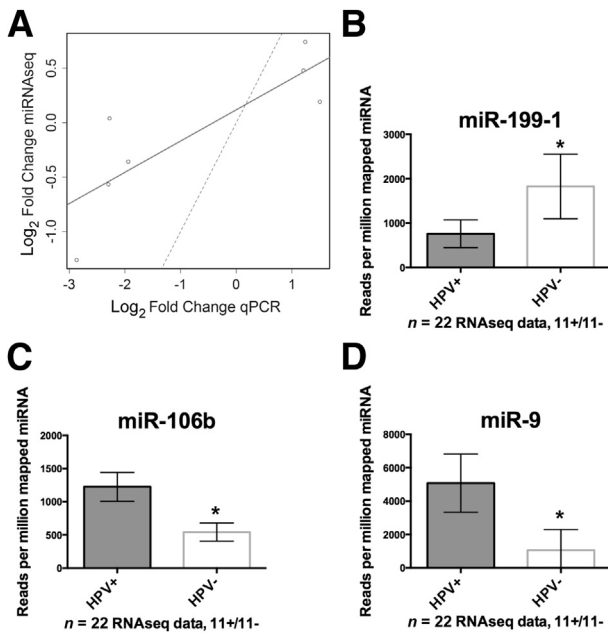 A
Log2 Fold Change miRNAseq
0.5
0.0
-0.5
-1.0
-3 -2 -1 0 1
Log2 Fold Change qPCR
B
miR-199-1
Reads per million mapped miRNA
3000
2000
1000
0
*
HPV+ HPV-
n = 22 RNAseq data, 11+/11-
C
miR-106b
Reads per million mapped miRNA
2000
1500
1000
500
0
*
HPV+ HPV-
n = 22 RNAseq data, 11+/11-
D
miR-9
Reads per million mapped miRNA
8000
6000
4000
2000
0
*
HPV+ HPV-
n = 22 RNAseq data, 11+/11-